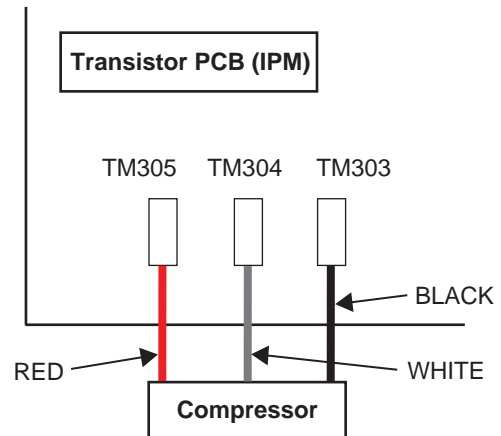 Transistor PCB (IPM)
TM305 TM304 TM303
BLACK
RED
WHITE
Compressor